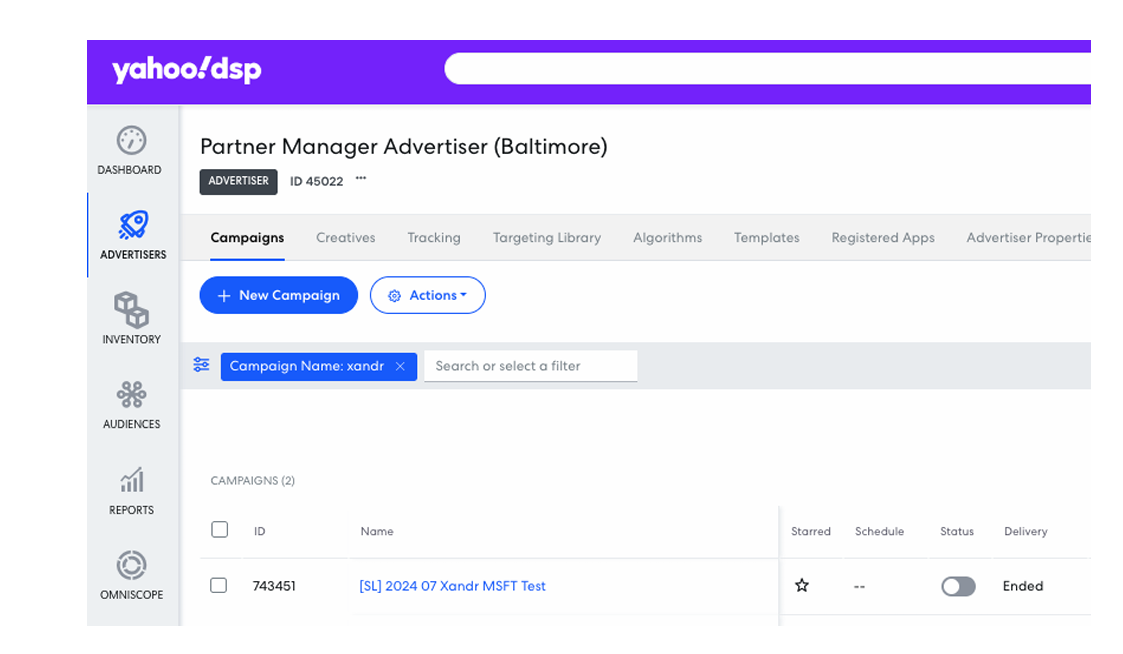 yahoo!dsp
DASHBOARD
ADVERTISERS
INVENTORY
AUDIENCES
REPORTS
OMNISCOPE
Partner Manager Advertiser (Baltimore)
ADVERTISER ID 45022 ···
Campaigns Creatives Tracking Targeting Library Algorithms Templates Registered Apps Advertiser Propertie
+ New Campaign Actions
Campaign Name: xandr × Search or select a filter
CAMPAIGNS (2)
ID Name Starred Schedule Status Delivery
743451 [SL] 2024 07 Xandr MSFT Test -- Ended